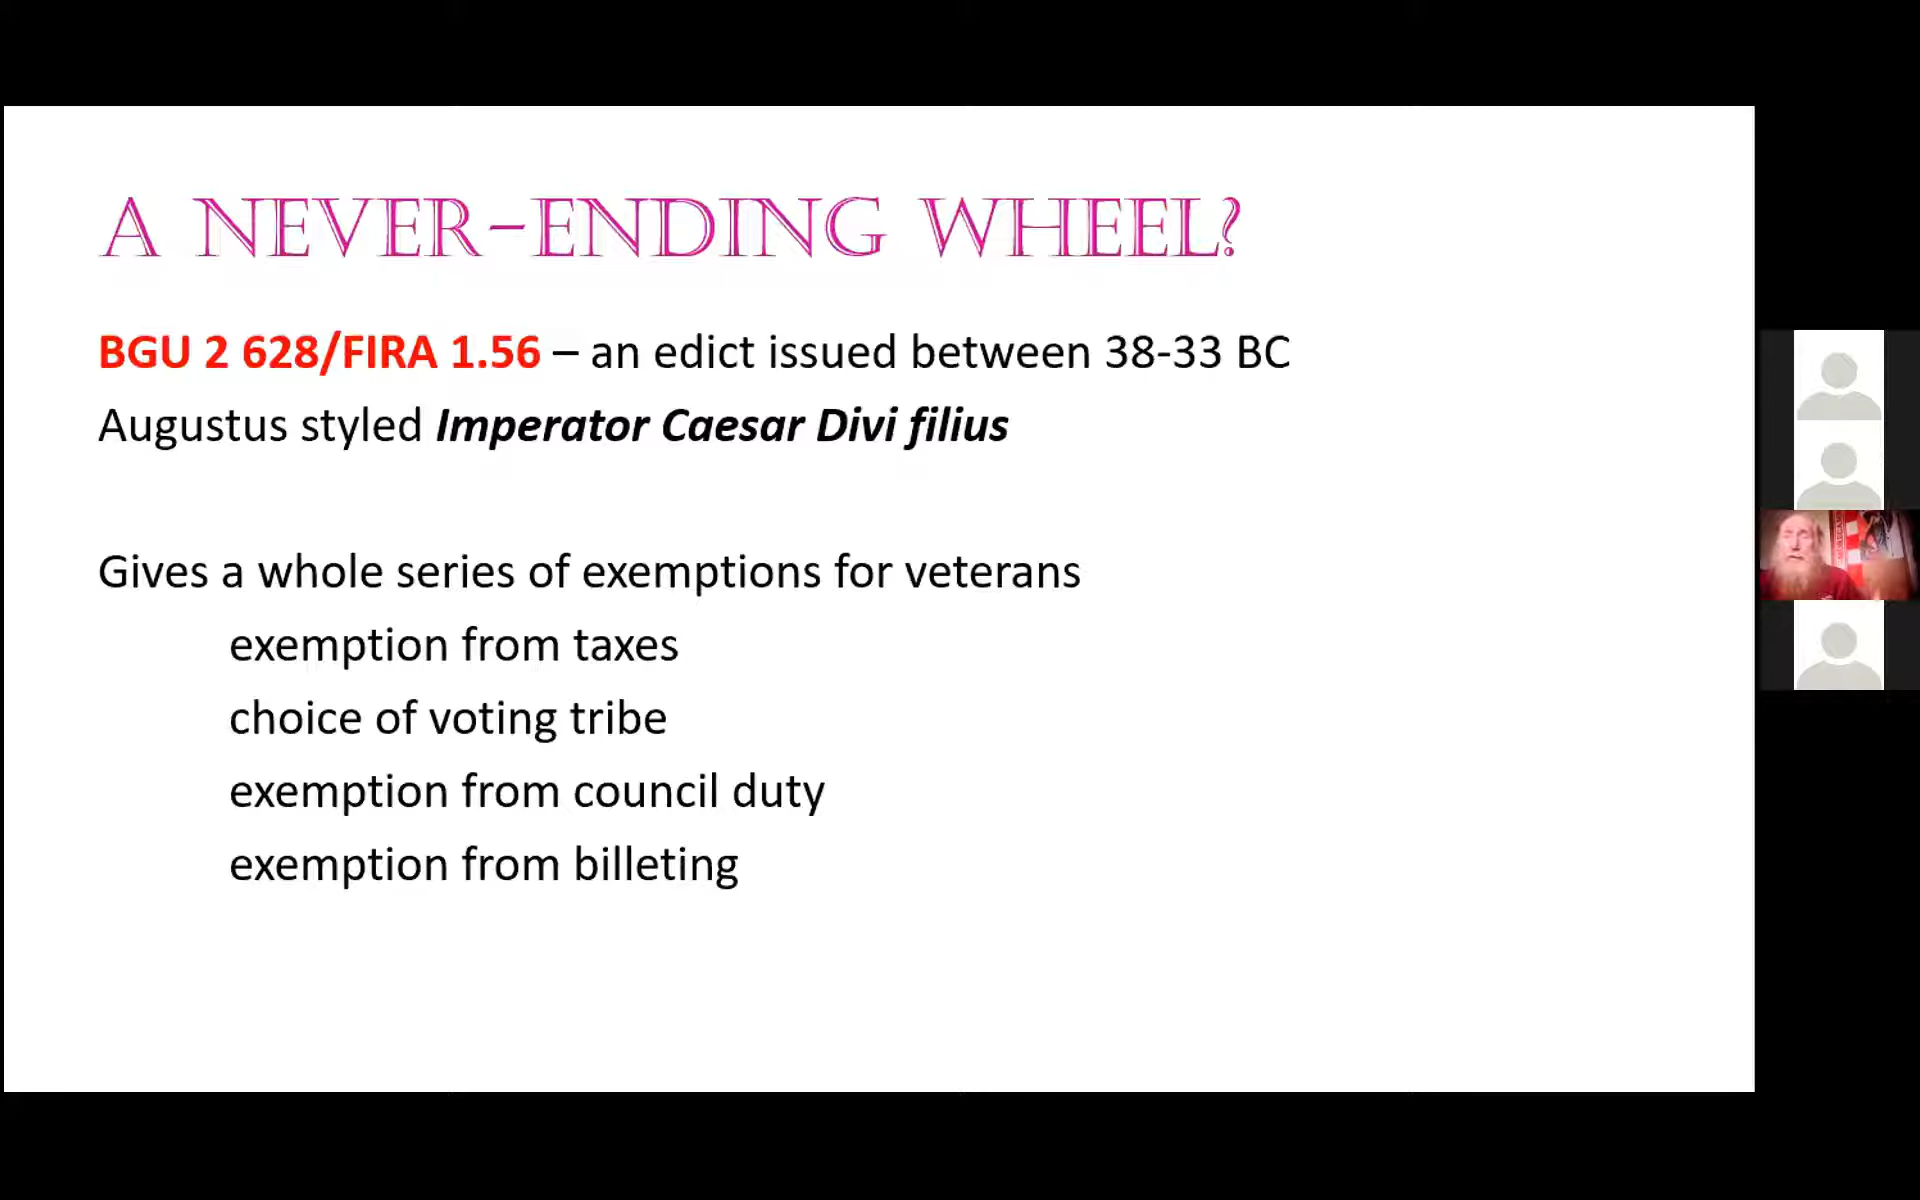 A NEVER-ENDING WHEEL?
BGU 2 628/FIRA 1.56 – an edict issued between 38-33 BC
Augustus styled Imperator Caesar Divi filius
Gives a whole series of exemptions for veterans
exemption from taxes
choice of voting tribe
exemption from council duty
exemption from billeting